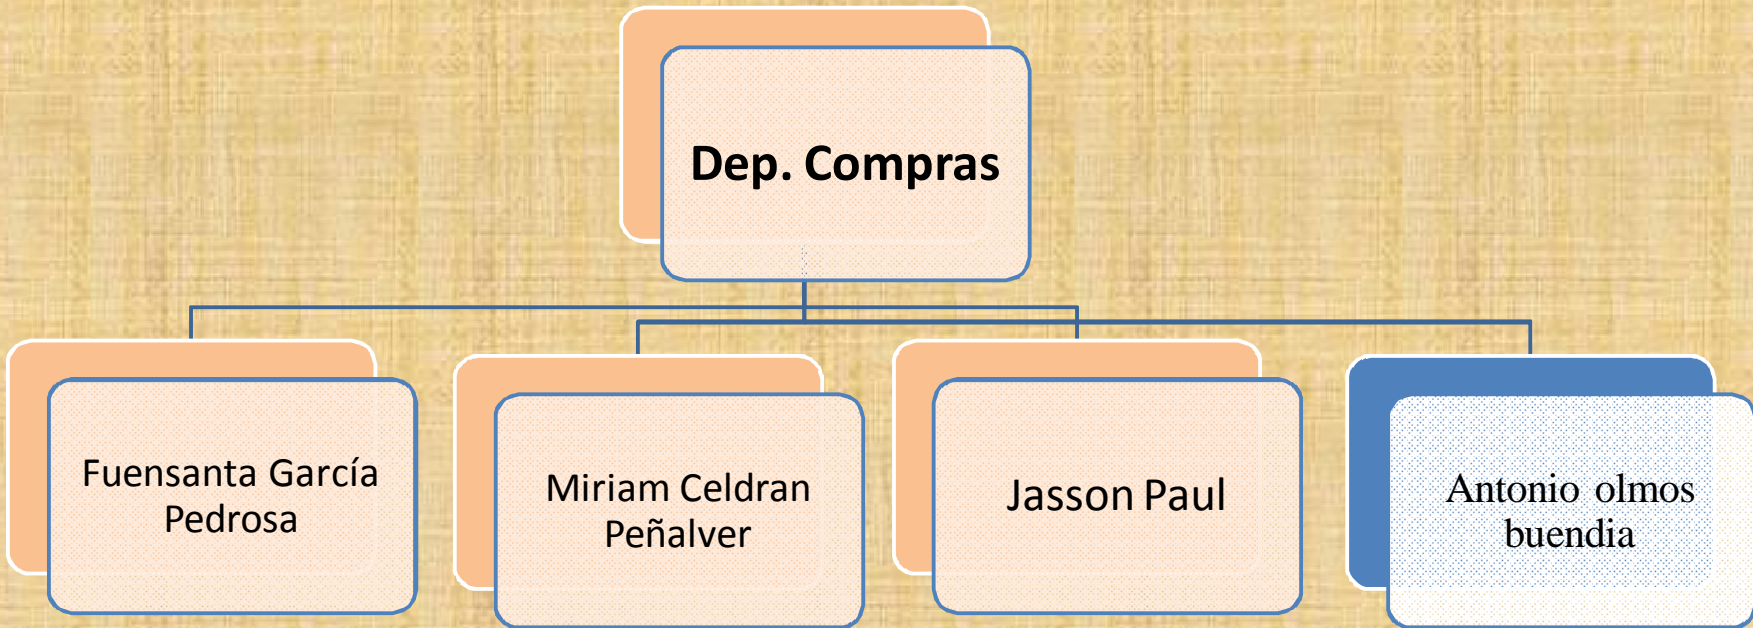 Dep. Compras
Fuensanta García
Pedrosa
Miriam Celdran
Peñalver
Jasson Paul
Antonio olmos
buendia